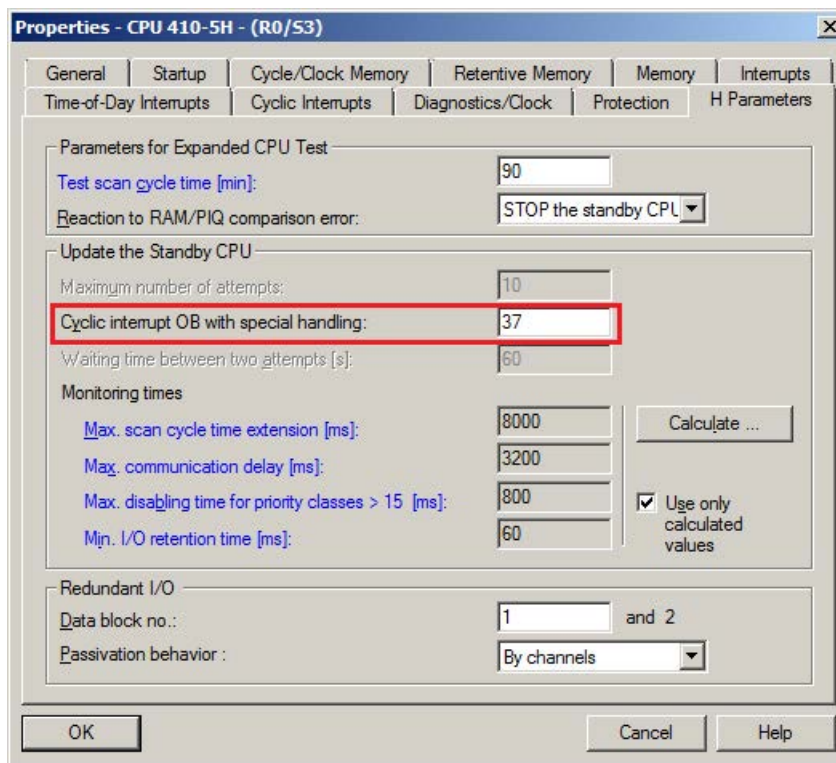 Properties - CPU 410-5H - (R0/S3)
General Startup Cycle/Clock Memory Retentive Memory Memory Interrupts
Time-of-Day Interrupts Cyclic Interrupts Diagnostics/Clock Protection H Parameters
Parameters for Expanded CPU Test
Test scan cycle time [min]: 90
Reaction to RAM/PIQ comparison error: STOP the standby CPU
Update the Standby CPU
Maximum number of attempts: 10
Cyclic interrupt OB with special handling: 37
Waiting time between two attempts [s]: 60
Monitoring times
Max. scan cycle time extension [ms]: 8000 Calculate ...
Max. communication delay [ms]: 3200
Max. disabling time for priority classes > 15 [ms]: 800 Use only
calculated
values
Min. I/O retention time [ms]: 60
Redundant I/O
Data block no.: 1 and 2
Passivation behavior : By channels
OK Cancel Help